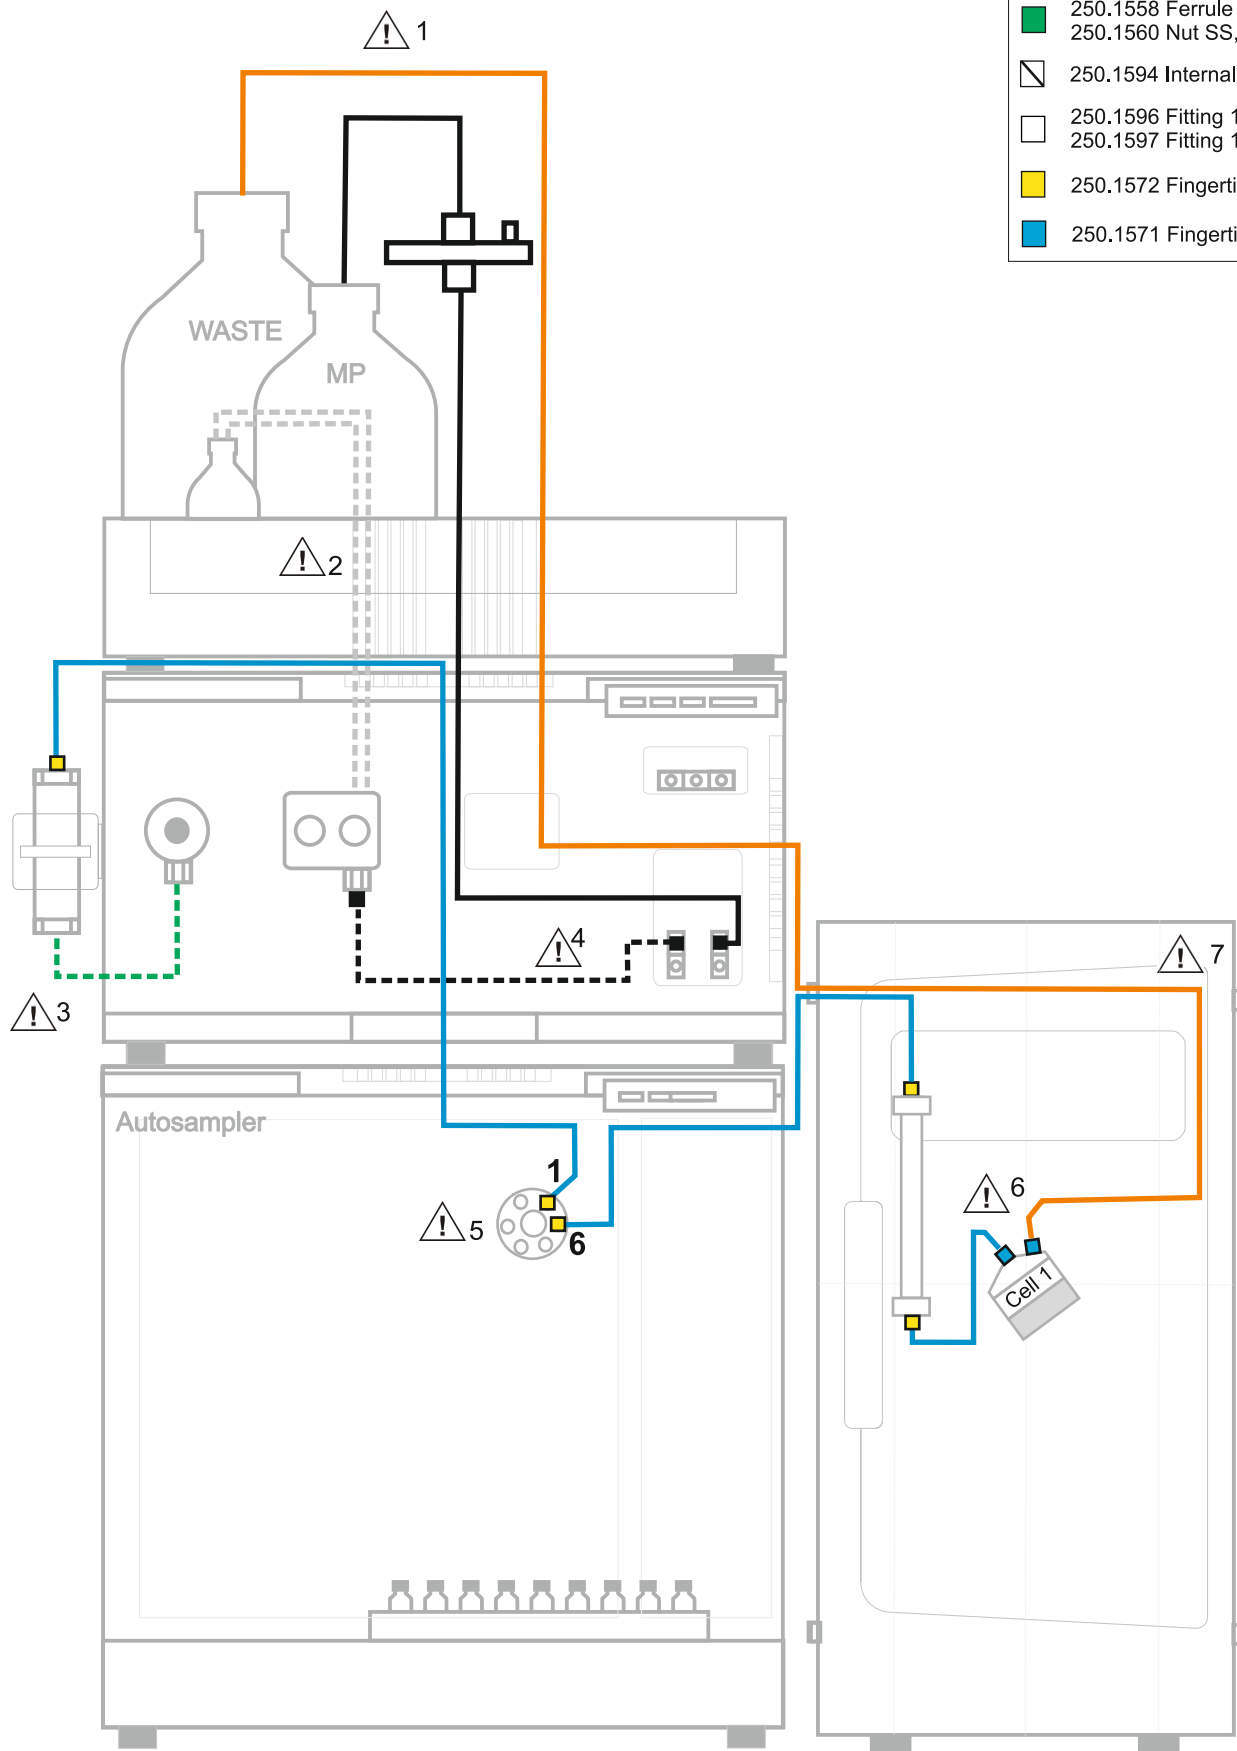 1
250.1558 Ferrule
250.1560 Nut SS,
250.1594 Internal
250.1596 Fitting 1
250.1597 Fitting 1
250.1572 Fingerti
250.1571 Fingerti
WASTE
MP
2
4
3
7
Autosampler
1
6
5
6
Cell 1